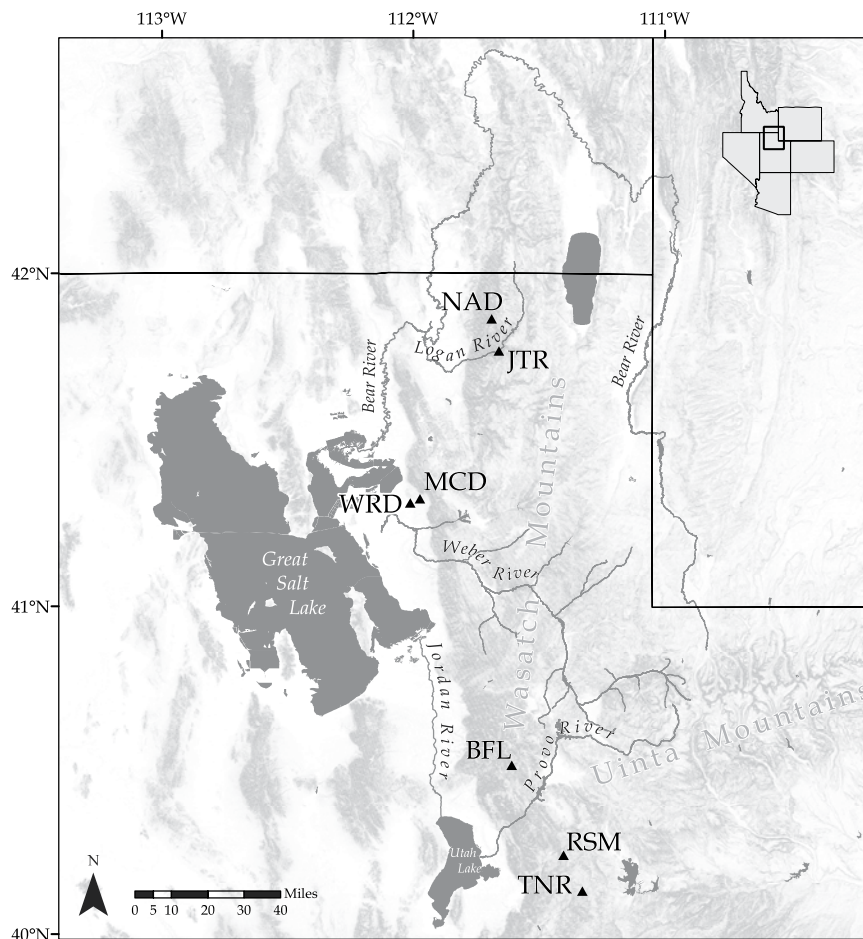 113°W 112°W 111°W
42°N
NAD
Logan River
JTR
Bear River
Bear River
Wasatch Mountains
MCD
WRD
Weber River
Great
Salt
Lake
41°N
Jordan River
Provo River
Uinta Mountains
BFL
RSM
Utah
Lake
TNR
N
Miles
0 5 10 20 30 40
40°N